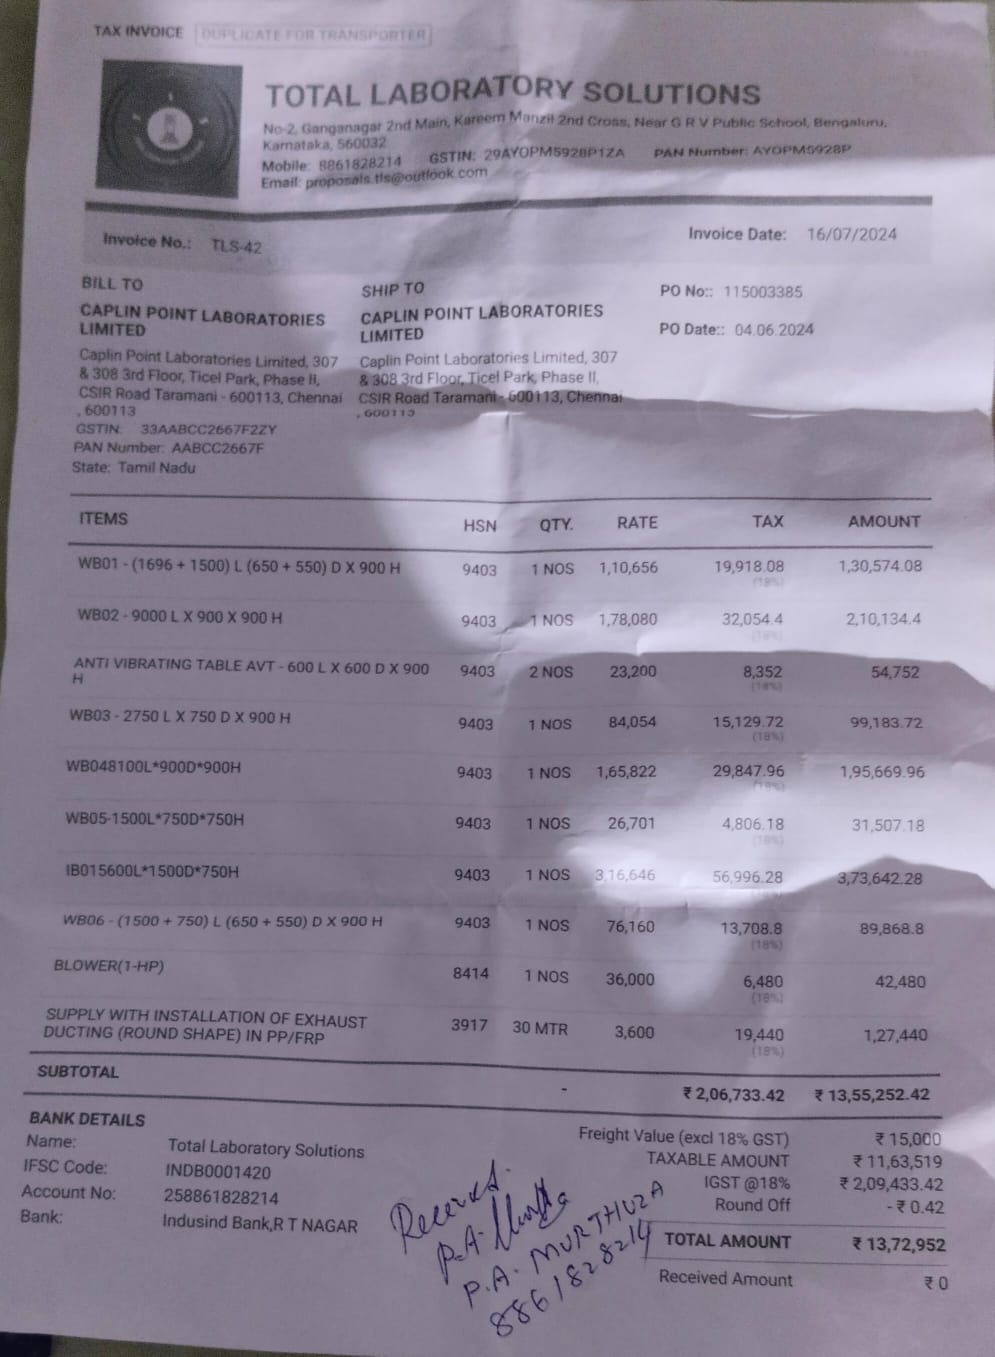 TAX INVOICE DUPLICATE FOR TRANSPORTER
TOTAL LABORATORY SOLUTIONS
No-2, Ganganagar 2nd Main, Kareem Manzil 2nd Cross, Near G R V Public School, Bengaluru,
Karnataka, 560032
Mobile: 8861828214 GSTIN: 29AYOPM5928P1ZA PAN Number: AYOPM5928P
Email: proposals.tls@outlook.com
Invoice No.: TLS-42 Invoice Date: 16/07/2024
BILL TO
CAPLIN POINT LABORATORIES
LIMITED
Caplin Point Laboratories Limited, 307
& 308 3rd Floor, Ticel Park, Phase II,
CSIR Road Taramani - 600113, Chennai
, 600113
GSTIN: 33AABCC2667F2ZY
PAN Number: AABCC2667F
State: Tamil Nadu
SHIP TO
CAPLIN POINT LABORATORIES
LIMITED
Caplin Point Laboratories Limited, 307
& 308 3rd Floor, Ticel Park, Phase II,
CSIR Road Taramani - 600113, Chennai
, 600113
PO No:: 115003385
PO Date:: 04.06.2024
ITEMS HSN QTY. RATE TAX AMOUNT
WB01 - (1696 + 1500) L (650 + 550) D X 900 H 9403 1 NOS 1,10,656 19,918.08 1,30,574.08
(18%)
WB02 - 9000 L X 900 X 900 H 9403 1 NOS 1,78,080 32,054.4 2,10,134.4
(18%)
ANTI VIBRATING TABLE AVT - 600 L X 600 D X 900 9403 2 NOS 23,200 8,352 54,752
H (18%)
WB03 - 2750 L X 750 D X 900 H 9403 1 NOS 84,054 15,129.72 99,183.72
(18%)
WB048100L*900D*900H 9403 1 NOS 1,65,822 29,847.96 1,95,669.96
(18%)
WB05-1500L*750D*750H 9403 1 NOS 26,701 4,806.18 31,507.18
(18%)
IB015600L*1500D*750H 9403 1 NOS 3,16,646 56,996.28 3,73,642.28
(18%)
WB06 - (1500 + 750) L (650 + 550) D X 900 H 9403 1 NOS 76,160 13,708.8 89,868.8
(18%)
BLOWER(1-HP) 8414 1 NOS 36,000 6,480 42,480
(18%)
SUPPLY WITH INSTALLATION OF EXHAUST 3917 30 MTR 3,600 19,440 1,27,440
DUCTING (ROUND SHAPE) IN PP/FRP (18%)
SUBTOTAL - ₹ 2,06,733.42 ₹ 13,55,252.42
BANK DETAILS
Name: Total Laboratory Solutions
IFSC Code: INDB0001420
Account No: 258861828214
Bank: Indusind Bank,R T NAGAR
Freight Value (excl 18% GST) ₹ 15,000
TAXABLE AMOUNT ₹ 11,63,519
IGST @18% ₹ 2,09,433.42
Round Off - ₹ 0.42
TOTAL AMOUNT ₹ 13,72,952
Received Amount ₹ 0
Received.
P.A. MURTHUZA
8861828214